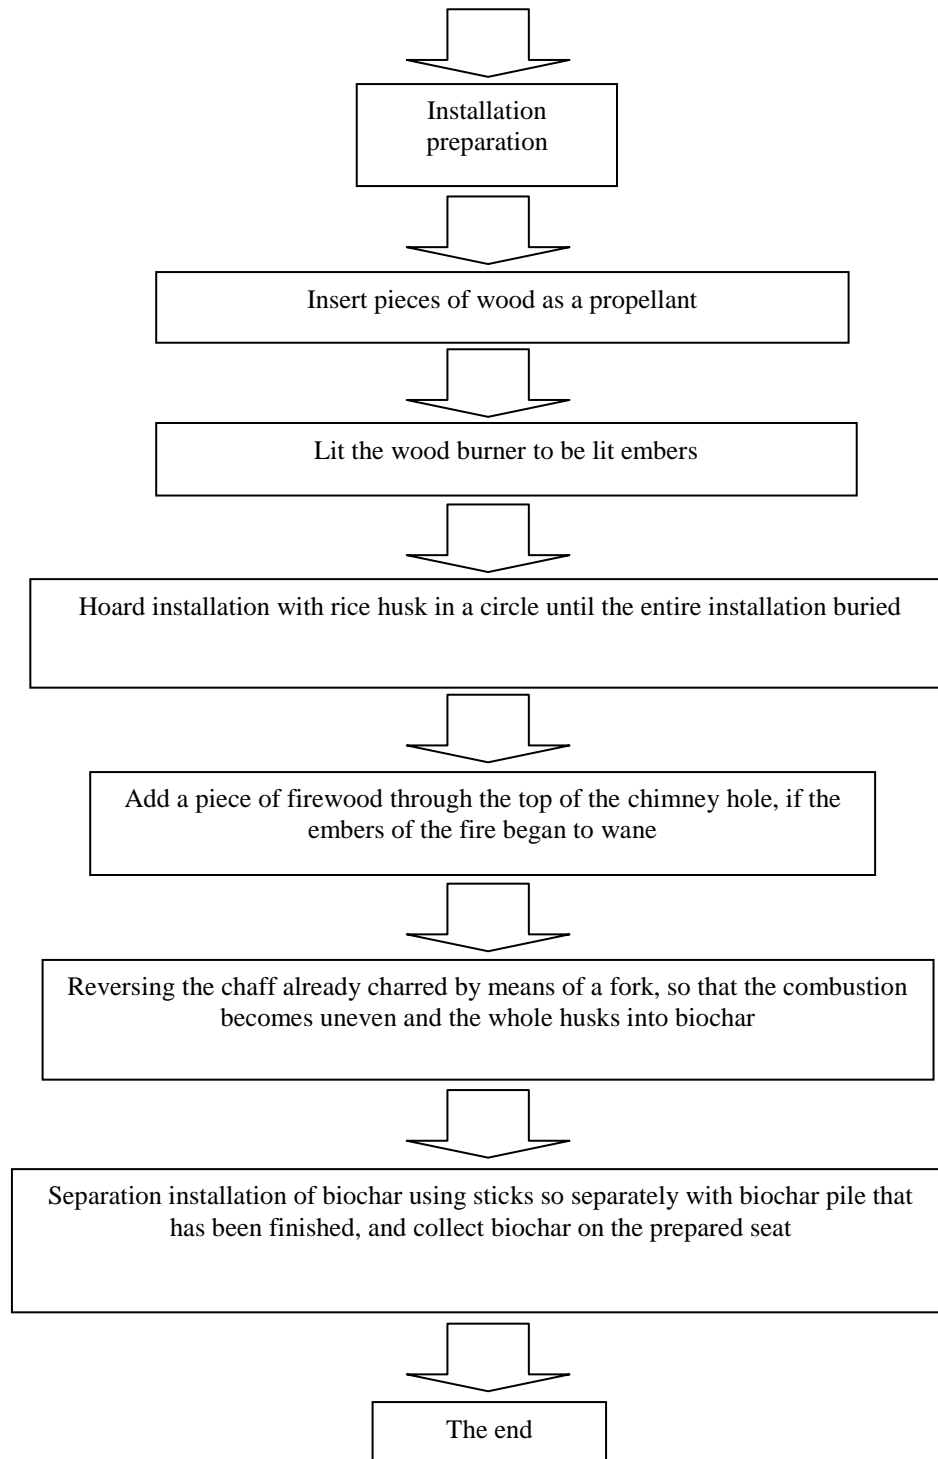 Installation
preparation
Insert pieces of wood as a propellant
Lit the wood burner to be lit embers
Hoard installation with rice husk in a circle until the entire installation buried
Add a piece of firewood through the top of the chimney hole, if the
embers of the fire began to wane
Reversing the chaff already charred by means of a fork, so that the combustion
becomes uneven and the whole husks into biochar
Separation installation of biochar using sticks so separately with biochar pile that
has been finished, and collect biochar on the prepared seat
The end